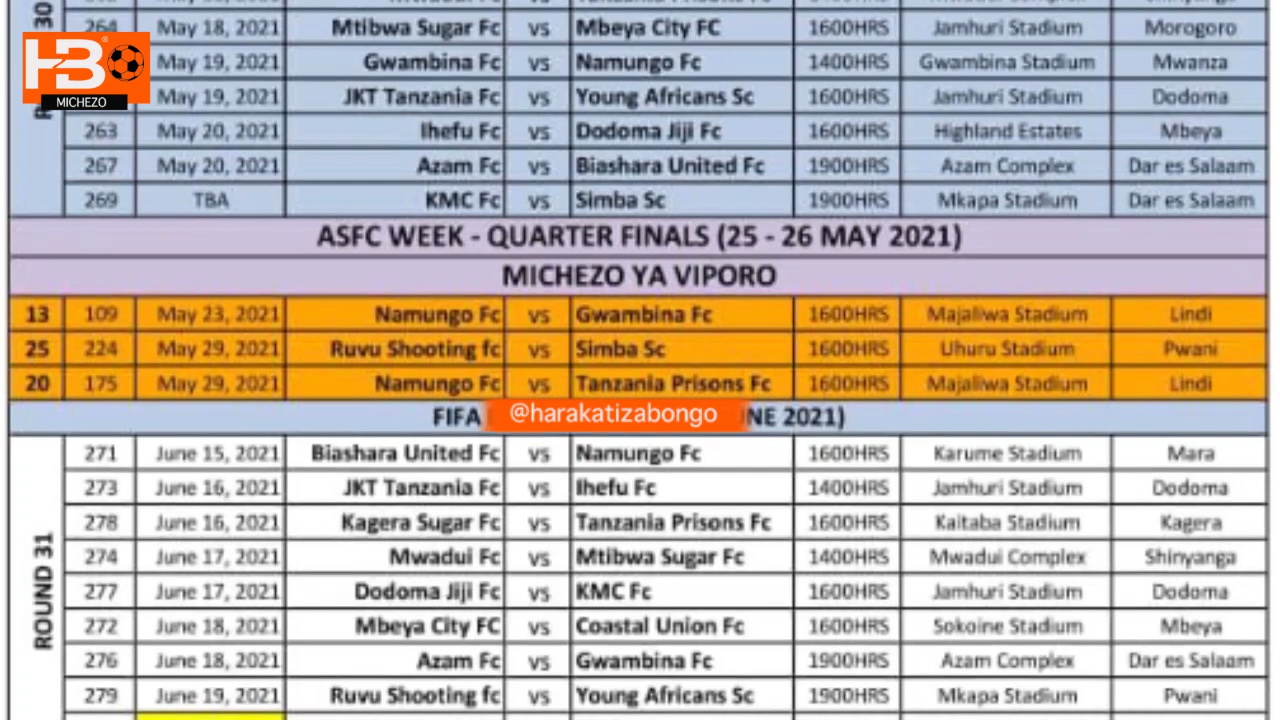 264 May 18, 2021 Mtibwa Sugar Fc vs Mbeya City FC 1600HRS Jamhuri Stadium Morogoro
HB MICHEZO
May 19, 2021 Gwambina Fc vs Namungo Fc 1400HRS Gwambina Stadium Mwanza
May 19, 2021 JKT Tanzania Fc vs Young Africans Sc 1600HRS Jamhuri Stadium Dodoma
263 May 20, 2021 Ihefu Fc vs Dodoma Jiji Fc 1600HRS Highland Estates Mbeya
267 May 20, 2021 Azam Fc vs Biashara United Fc 1900HRS Azam Complex Dar es Salaam
269 TBA KMC Fc vs Simba Sc 1900HRS Mkapa Stadium Dar es Salaam
ASFC WEEK - QUARTER FINALS (25 - 26 MAY 2021)
MICHEZO YA VIPORO
13 109 May 23, 2021 Namungo Fc vs Gwambina Fc 1600HRS Majaliwa Stadium Lindi
25 224 May 29, 2021 Ruvu Shooting fc vs Simba Sc 1600HRS Uhuru Stadium Pwani
20 175 May 29, 2021 Namungo Fc vs Tanzania Prisons Fc 1600HRS Majaliwa Stadium Lindi
FIFA @harakatizabongo NE 2021)
ROUND 31
271 June 15, 2021 Biashara United Fc vs Namungo Fc 1600HRS Karume Stadium Mara
273 June 16, 2021 JKT Tanzania Fc vs Ihefu Fc 1400HRS Jamhuri Stadium Dodoma
278 June 16, 2021 Kagera Sugar Fc vs Tanzania Prisons Fc 1600HRS Kaitaba Stadium Kagera
274 June 17, 2021 Mwadui Fc vs Mtibwa Sugar Fc 1400HRS Mwadui Complex Shinyanga
277 June 17, 2021 Dodoma Jiji Fc vs KMC Fc 1600HRS Jamhuri Stadium Dodoma
272 June 18, 2021 Mbeya City FC vs Coastal Union Fc 1600HRS Sokoine Stadium Mbeya
276 June 18, 2021 Azam Fc vs Gwambina Fc 1900HRS Azam Complex Dar es Salaam
279 June 19, 2021 Ruvu Shooting fc vs Young Africans Sc 1900HRS Mkapa Stadium Pwani